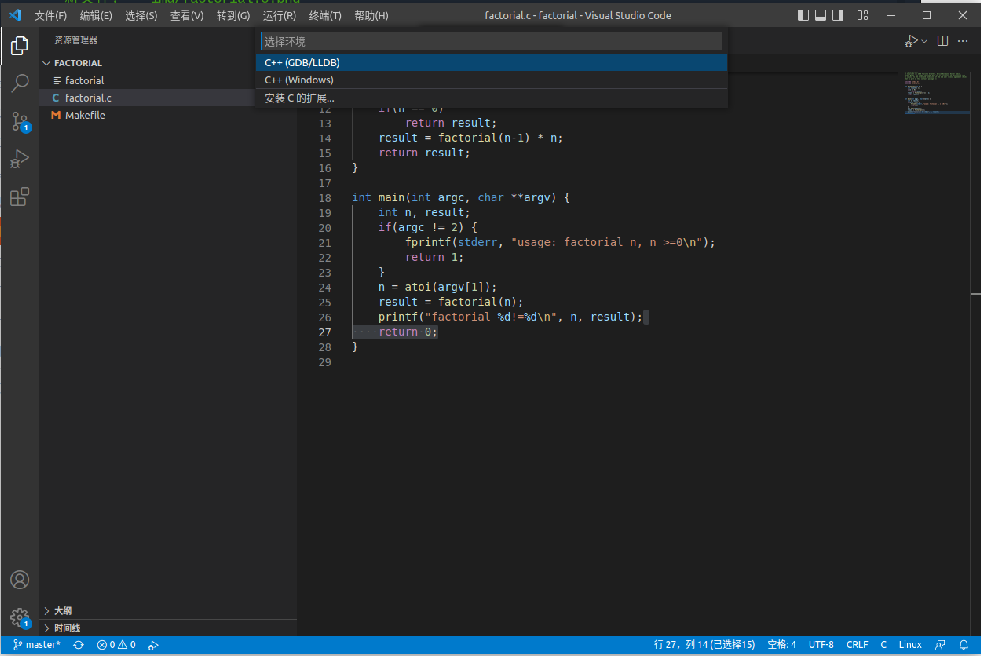 文件(F) 编辑(E) 选择(S) 查看(V) 转到(G) 运行(R) 终端(T) 帮助(H) factorial.c - factorial - Visual Studio Code
资源管理器
FACTORIAL
factorial
C factorial.c
M Makefile
选择环境
C++ (GDB/LLDB)
C++ (Windows)
安装 C 的扩展...
12 if(n == 0)
13 return result;
14 result = factorial(n-1) * n;
15 return result;
16 }
17
18 int main(int argc, char **argv) {
19 int n, result;
20 if(argc != 2) {
21 fprintf(stderr, "usage: factorial n, n >=0\n");
22 return 1;
23 }
24 n = atoi(argv[1]);
25 result = factorial(n);
26 printf("factorial %d!=%d\n", n, result);
27 return 0;
28 }
29
1
1
大纲
时间线
master* 0 0 行 27，列 14 (已选择15) 空格: 4 UTF-8 CRLF C Linux